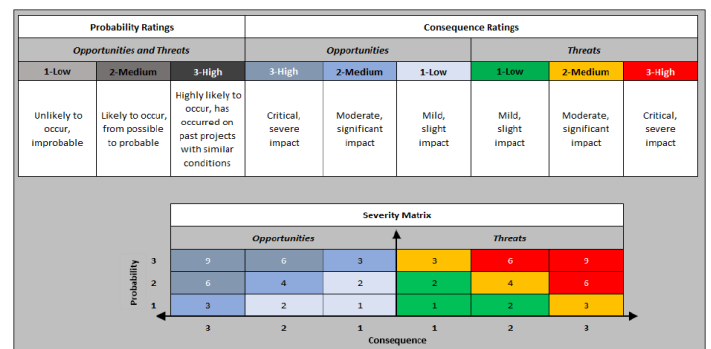 Probability Ratings Consequence Ratings
Opportunities and Threats Opportunities Threats
1-Low 2-Medium 3-High 3-High 2-Medium 1-Low 1-Low 2-Medium 3-High
Unlikely to occur, improbable
Likely to occur, from possible to probable
Highly likely to occur, has occurred on past projects with similar conditions
Critical, severe impact
Moderate, significant impact
Mild, slight impact
Mild, slight impact
Moderate, significant impact
Critical, severe impact
Severity Matrix
Opportunities Threats
Probability
3 9 6 3 3 6 9
2 6 4 2 2 4 6
1 3 2 1 1 2 3
3 2 1 1 2 3
Consequence